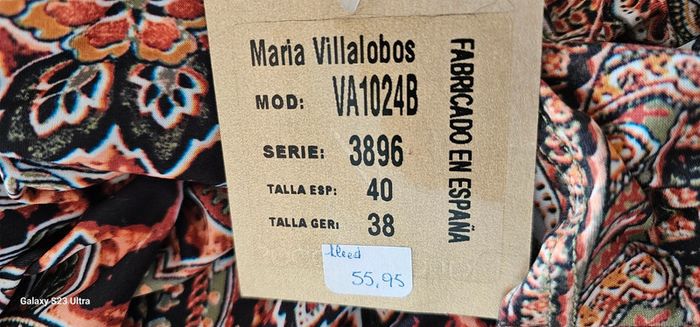 Maria Villalobos
MOD: VA1024B
SERIE: 3896
TALLA ESP: 40
TALLA GER: 38
FABRICADO EN ESPAÑA
kleed
55,95
Galaxy S23 Ultra